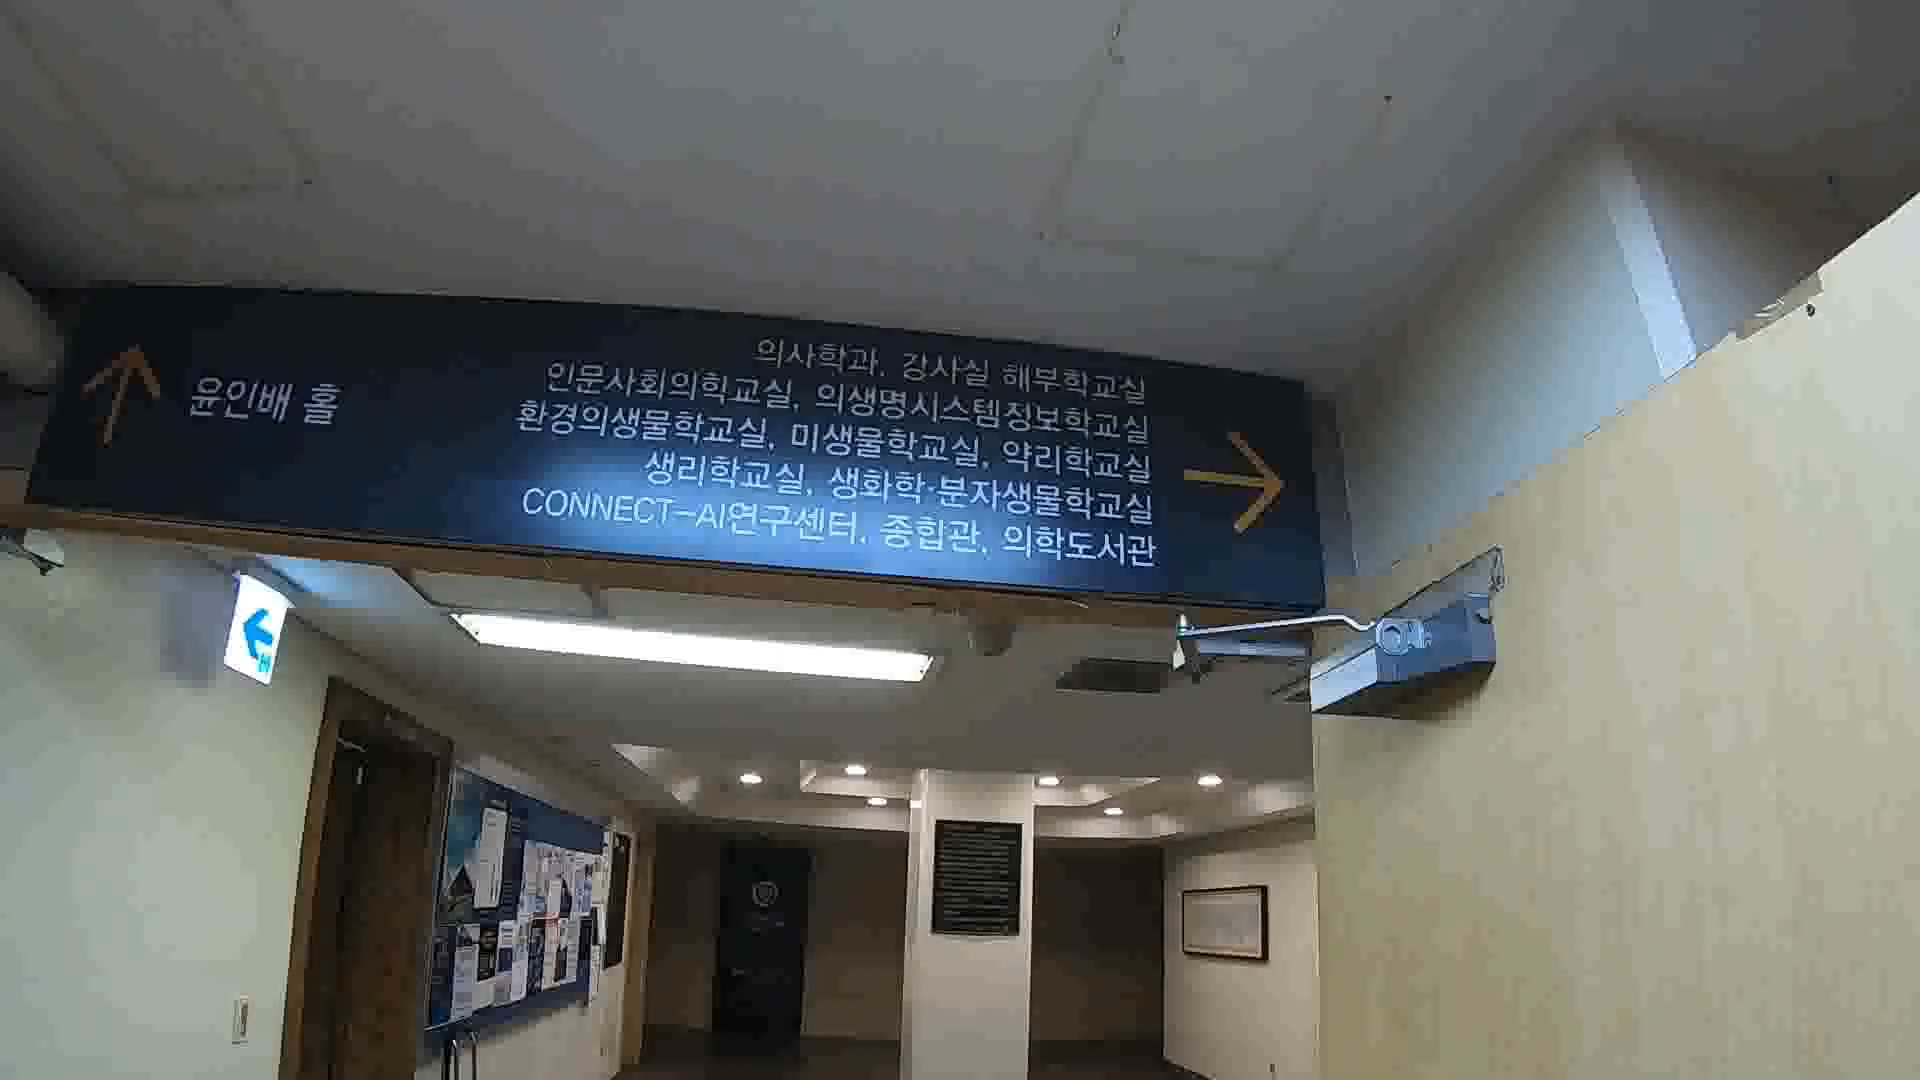 윤인배 홀
의사학과, 강사실 해부학교실
인문사회의학교실, 의생명시스템정보학교실
환경의생물학교실, 미생물학교실, 약리학교실
생리학교실, 생화학·분자생물학교실
CONNECT-AI연구센터, 종합관, 의학도서관